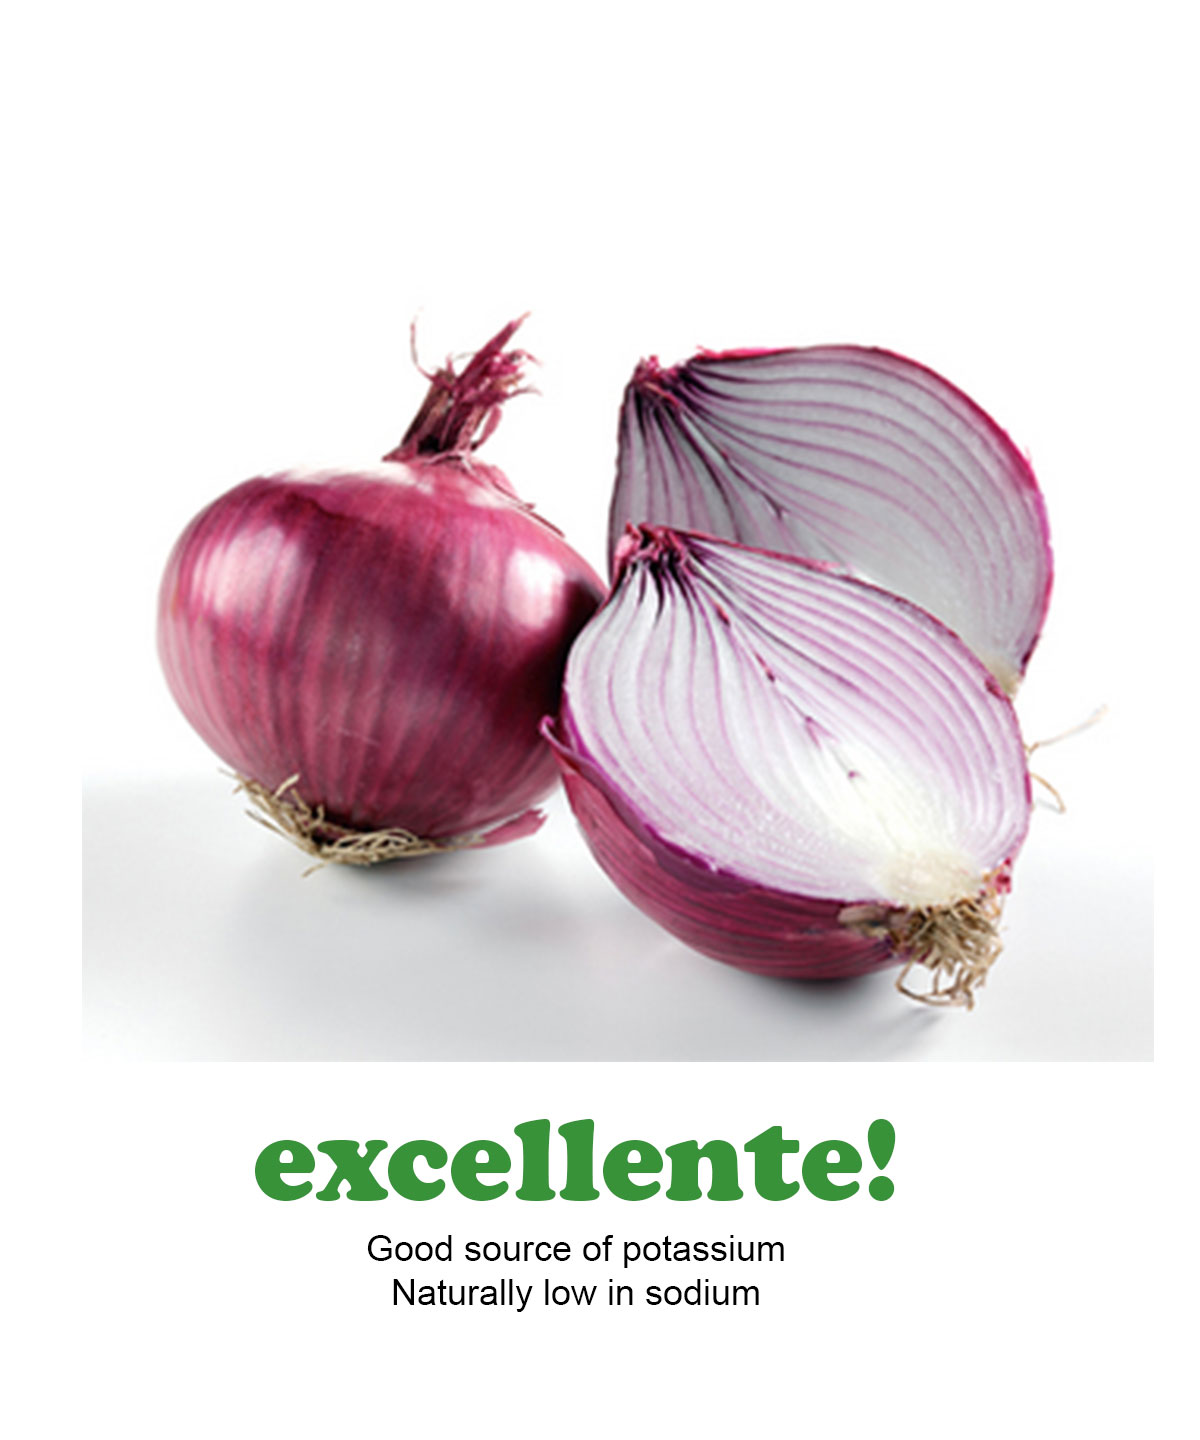 excellente!
Good source of potassium
Naturally low in sodium